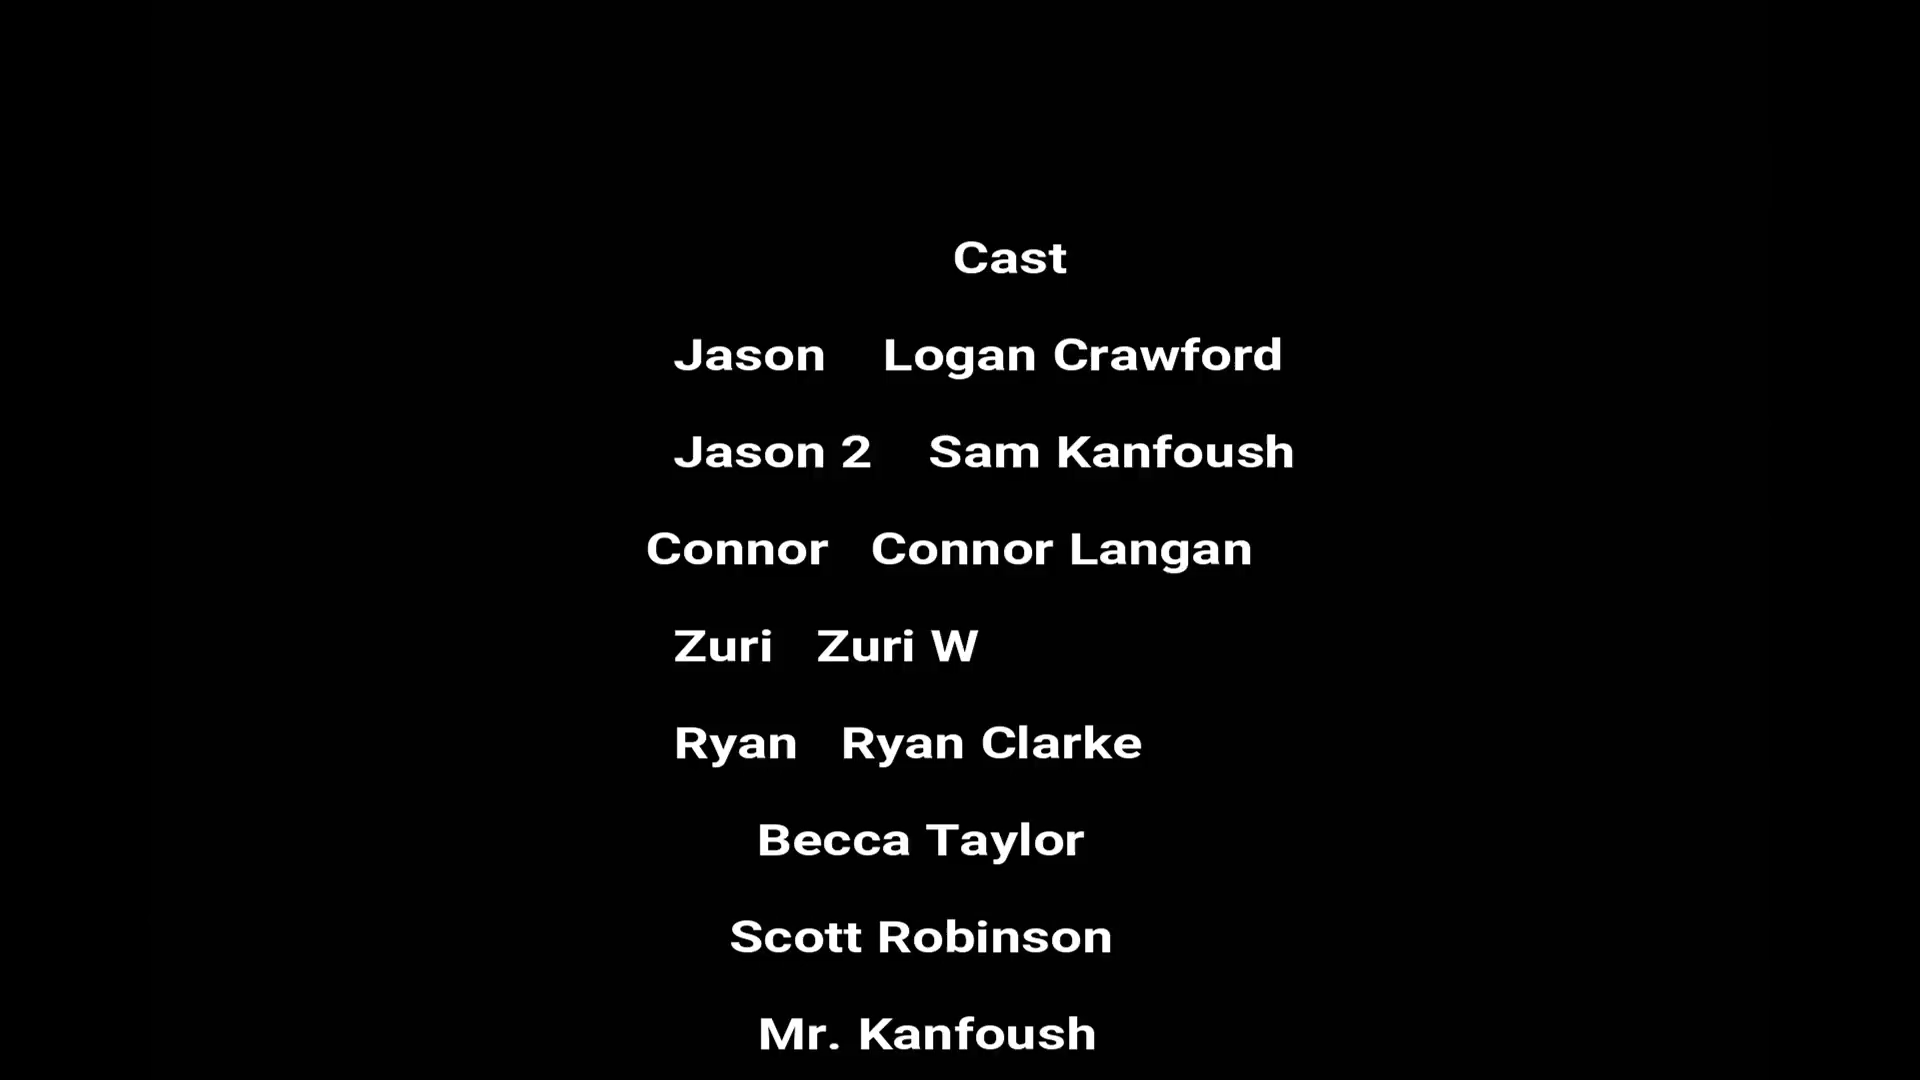 Cast
Jason Logan Crawford
Jason 2 Sam Kanfoush
Connor Connor Langan
Zuri Zuri W
Ryan Ryan Clarke
Becca Taylor
Scott Robinson
Mr. Kanfoush